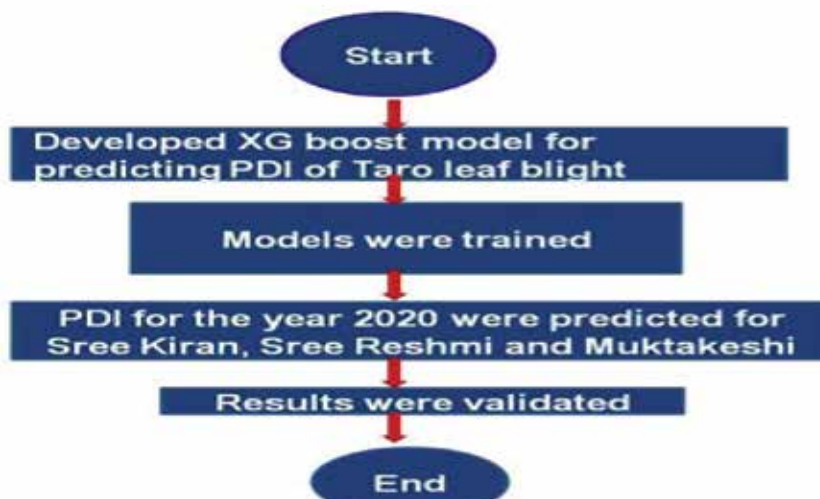 Start
Developed XG boost model for
predicting PDI of Taro leaf blight
Models were trained
PDI for the year 2020 were predicted for
Sree Kiran, Sree Reshmi and Muktakeshi
Results were validated
End